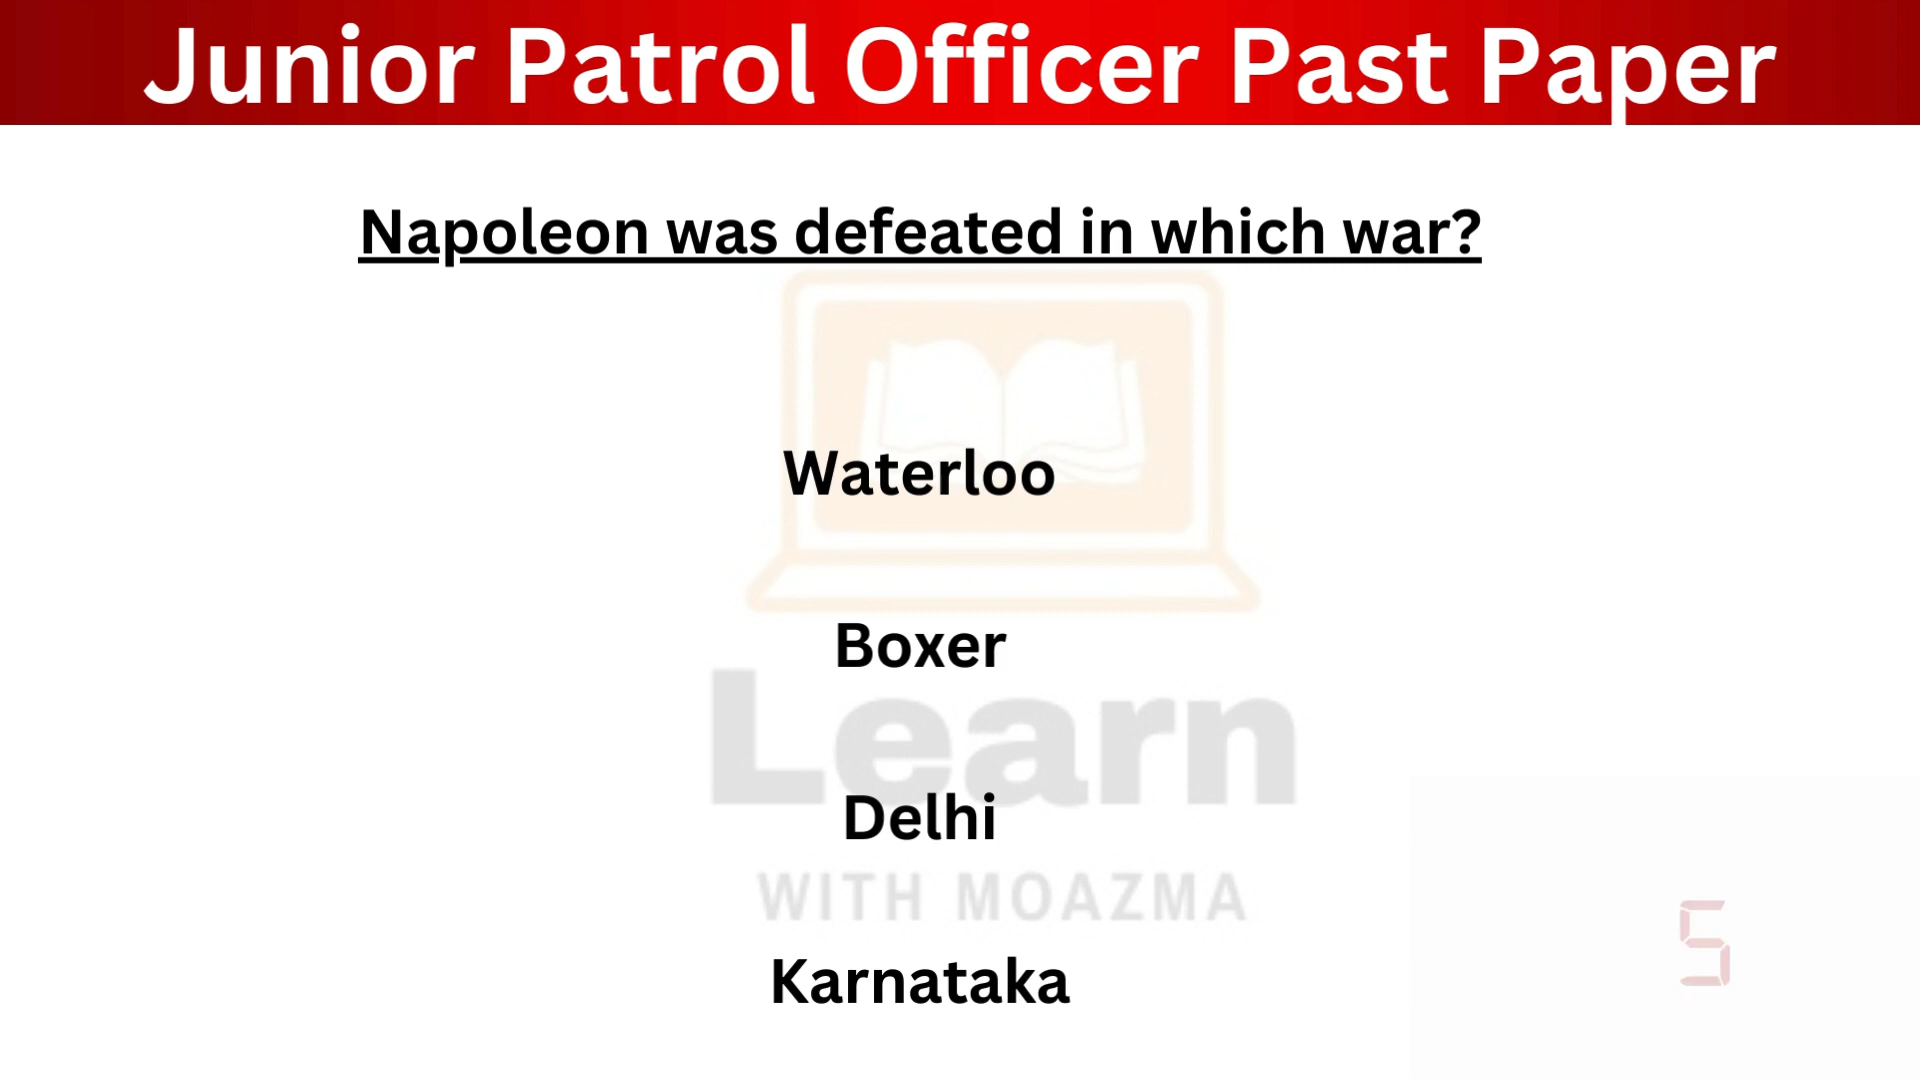 Junior Patrol Officer Past Paper
Napoleon was defeated in which war?
Waterloo
Boxer
Learn
Delhi
WITH MOAZMA
Karnataka
5